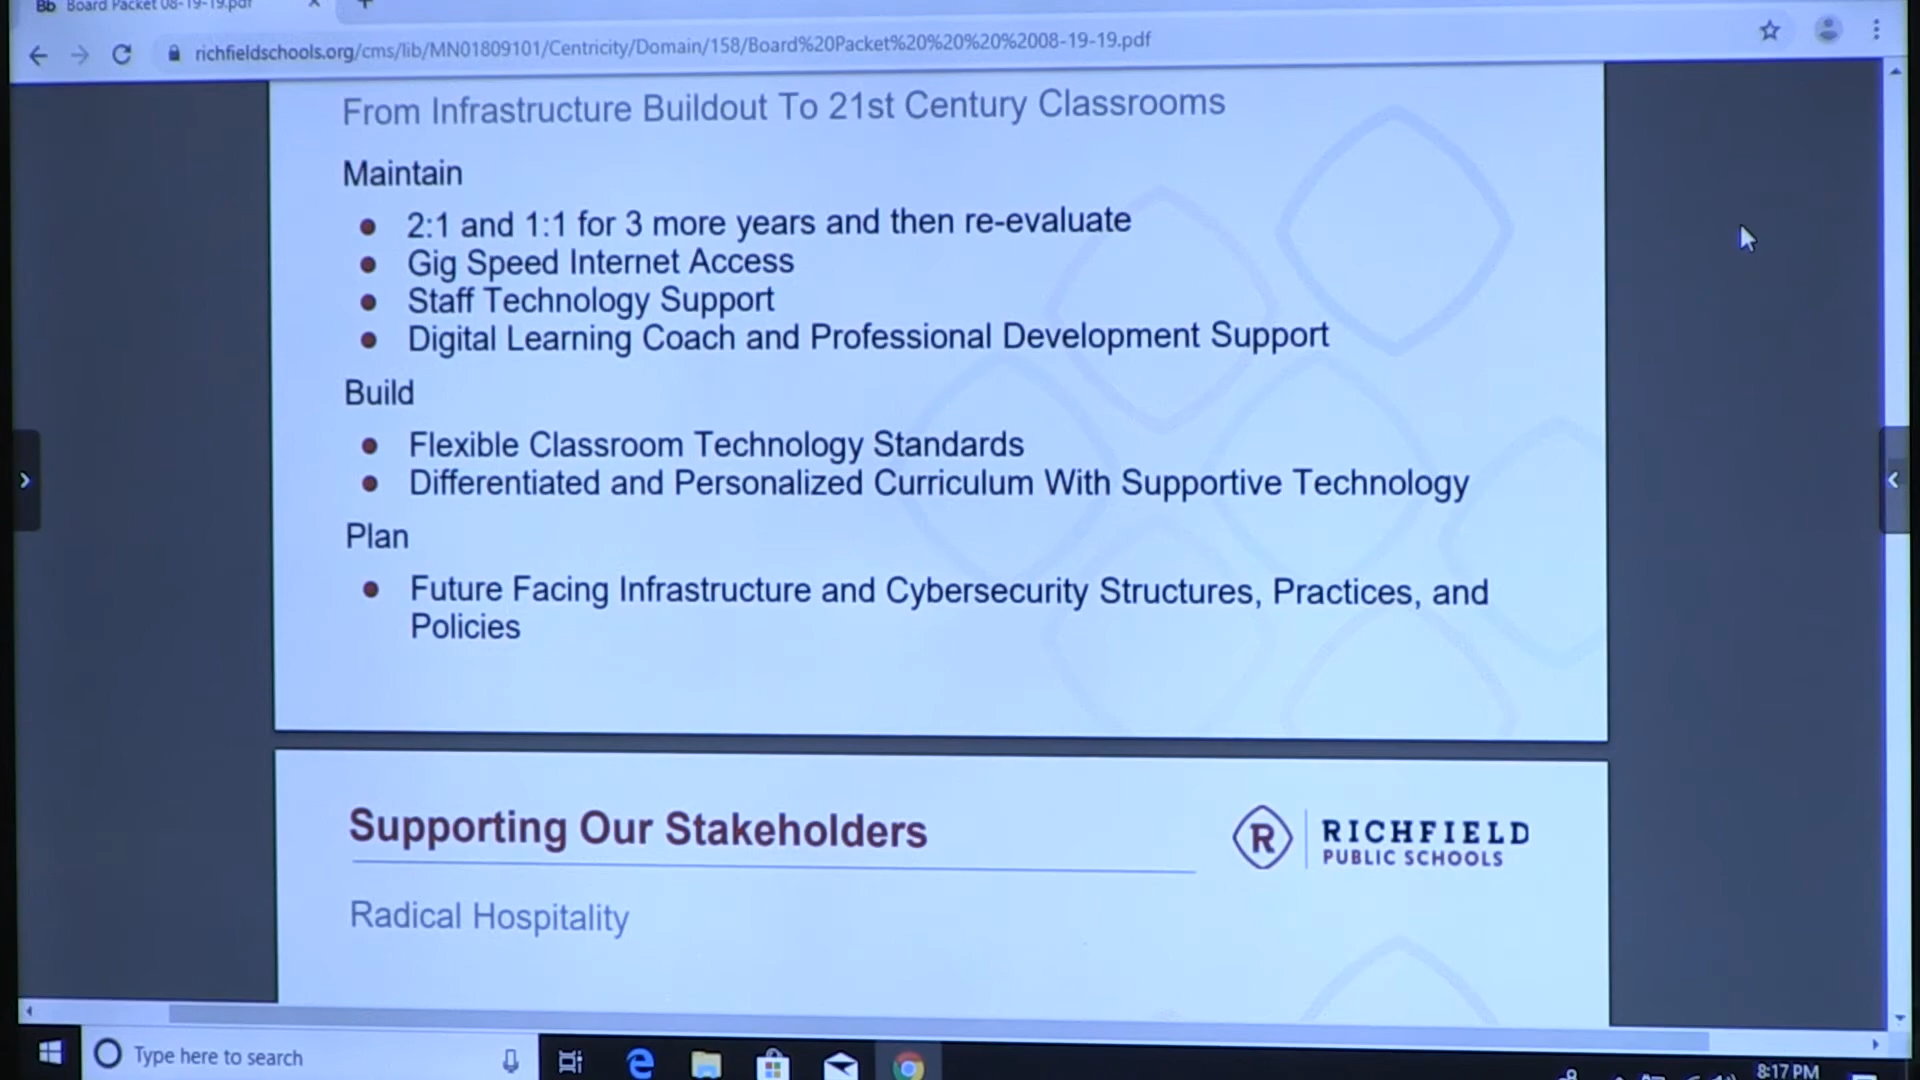 Bb Board Packet 08-19-19.pdf
richfieldschools.org/cms/lib/MN01809101/Centricity/Domain/158/Board%20Packet%20%20%20%2008-19-19.pdf
From Infrastructure Buildout To 21st Century Classrooms
Maintain
● 2:1 and 1:1 for 3 more years and then re-evaluate
● Gig Speed Internet Access
● Staff Technology Support
● Digital Learning Coach and Professional Development Support
Build
● Flexible Classroom Technology Standards
● Differentiated and Personalized Curriculum With Supportive Technology
Plan
● Future Facing Infrastructure and Cybersecurity Structures, Practices, and
Policies
Supporting Our Stakeholders
R
RICHFIELD
PUBLIC SCHOOLS
Radical Hospitality
Type here to search
8:17 PM